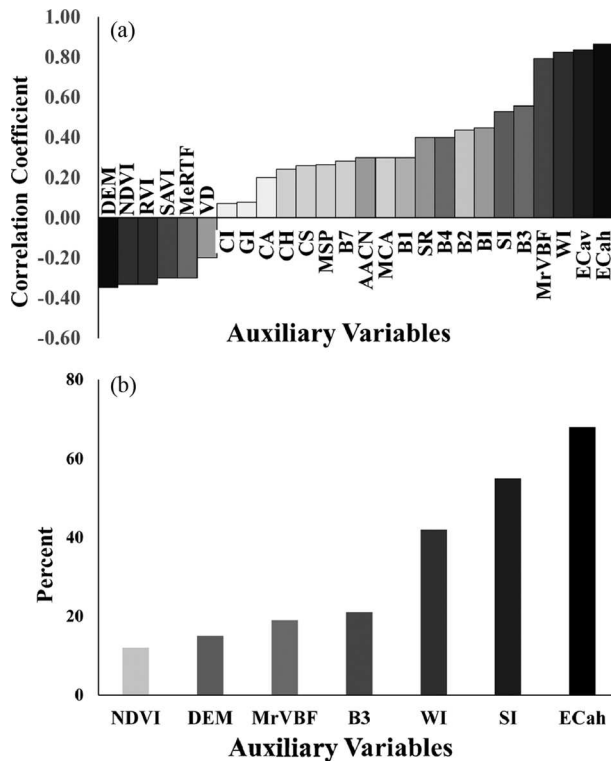 (a)
Correlation Coefficient
1.00
0.80
0.60
0.40
0.20
0.00
-0.20
-0.40
-0.60
DEM
NDVI
RVI
SAVI
McRTF
VD
CI
GI
CA
CH
CS
MSP
B7
AACN
MCA
B1
SR
B4
B2
BI
SI
B3
MrVBF
WI
ECav
ECah
Auxiliary Variables
(b)
Percent
80
60
40
20
0
NDVI
DEM
MrVBF
B3
WI
SI
ECah
Auxiliary Variables